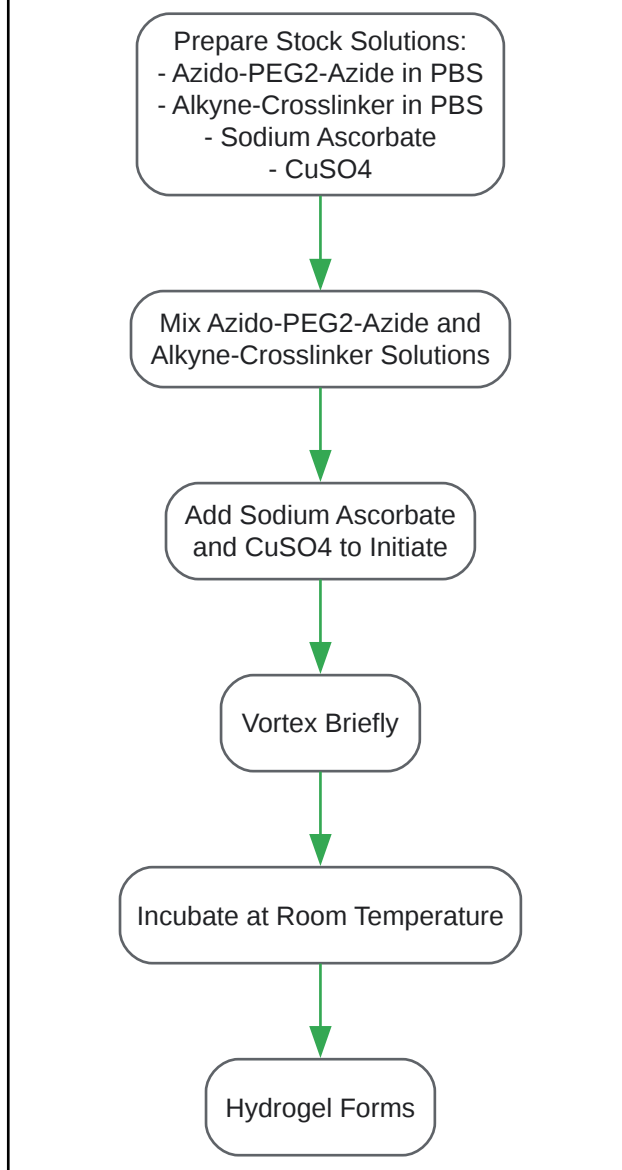 Prepare Stock Solutions:
- Azido-PEG2-Azide in PBS
- Alkyne-Crosslinker in PBS
- Sodium Ascorbate
- CuSO4
Mix Azido-PEG2-Azide and
Alkyne-Crosslinker Solutions
Add Sodium Ascorbate
and CuSO4 to Initiate
Vortex Briefly
Incubate at Room Temperature
Hydrogel Forms